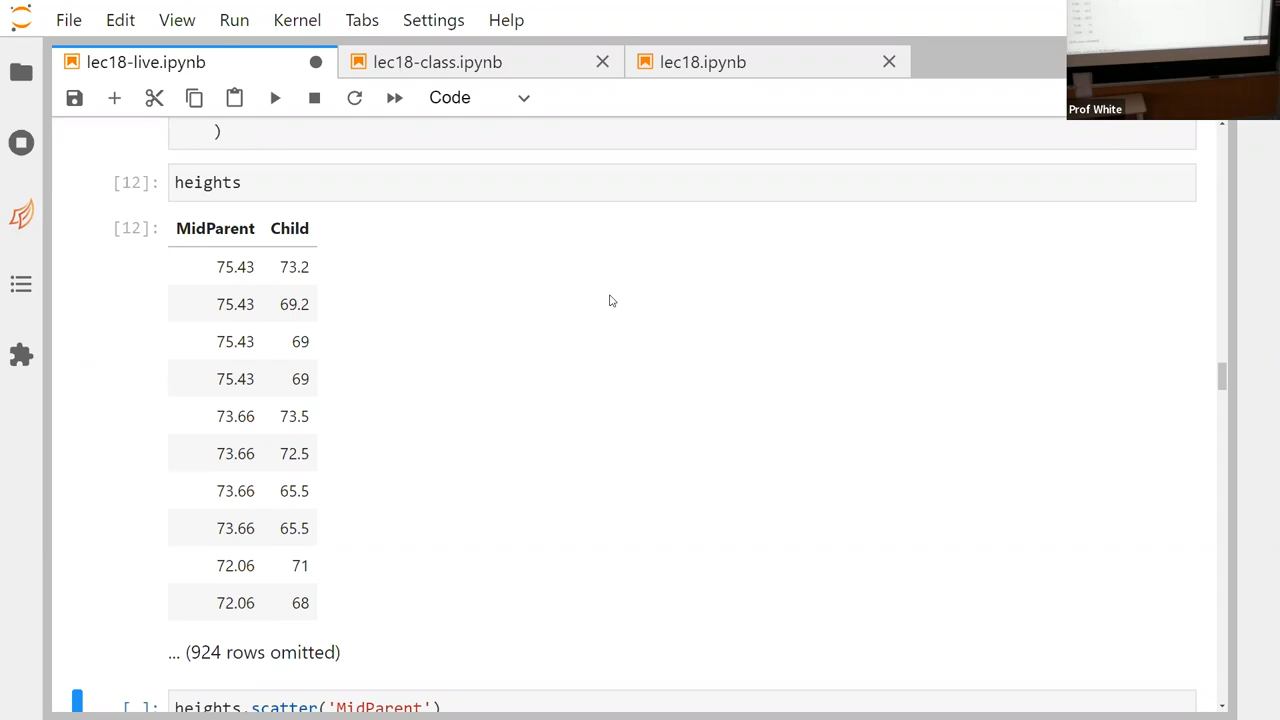 File Edit View Run Kernel Tabs Settings Help
lec18-live.ipynb lec18-class.ipynb lec18.ipynb
Code
Prof White
)
[12]: heights
[12]: MidParent Child
75.43 73.2
75.43 69.2
75.43 69
75.43 69
73.66 73.5
73.66 72.5
73.66 65.5
73.66 65.5
72.06 71
72.06 68
... (924 rows omitted)
[ ]: heights.scatter('MidParent')